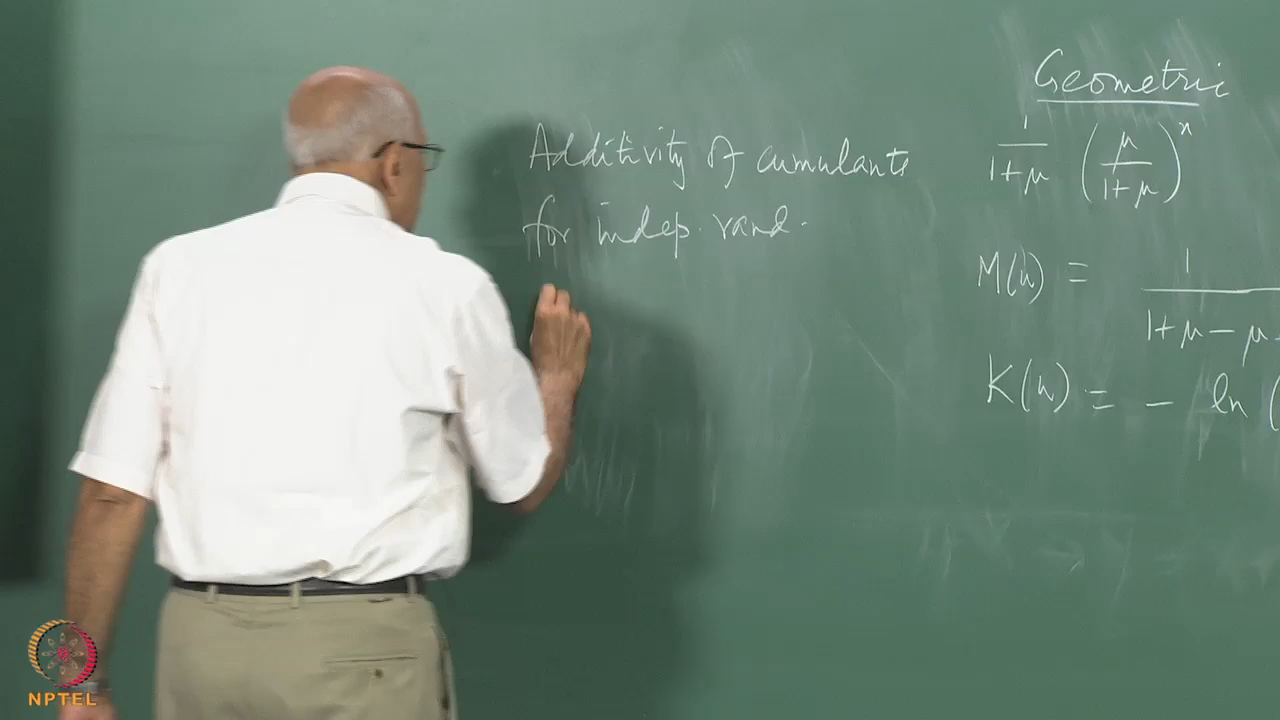 Additivity of cumulants
for indep. rand.
Geometric
1/(1+μ) (μ/(1+μ))^n
M(u) = 1/(1+μ-μ
K(u) = - ln (
NPTEL